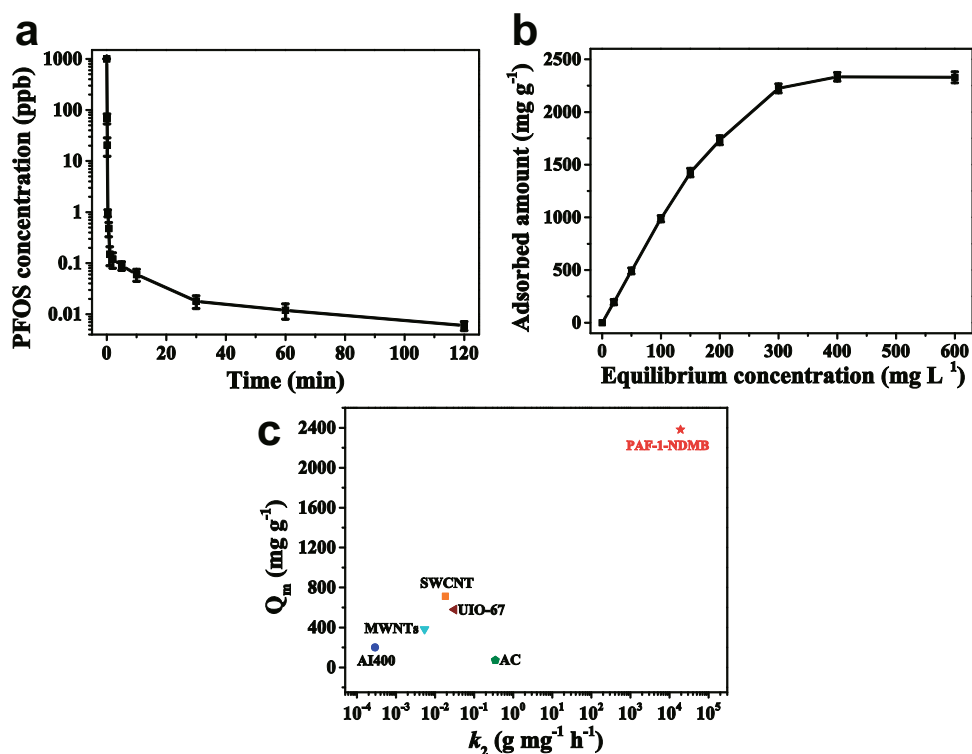 a
1000
100
10
1
0.1
0.01
PFOS concentration (ppb)
0 20 40 60 80 100 120
Time (min)
b
2500
2000
1500
1000
500
0
Adsorbed amount (mg g⁻¹)
0 100 200 300 400 500 600
Equilibrium concentration (mg L ¹)
c
2400
2000
1600
1200
800
400
0
Qₘ (mg g⁻¹)
PAF-1-NDMB
SWCNT
UIO-67
MWNTs
AI400
AC
10⁻⁴ 10⁻³ 10⁻² 10⁻¹ 10⁰ 10¹ 10² 10³ 10⁴ 10⁵
k₂ (g mg⁻¹ h⁻¹)